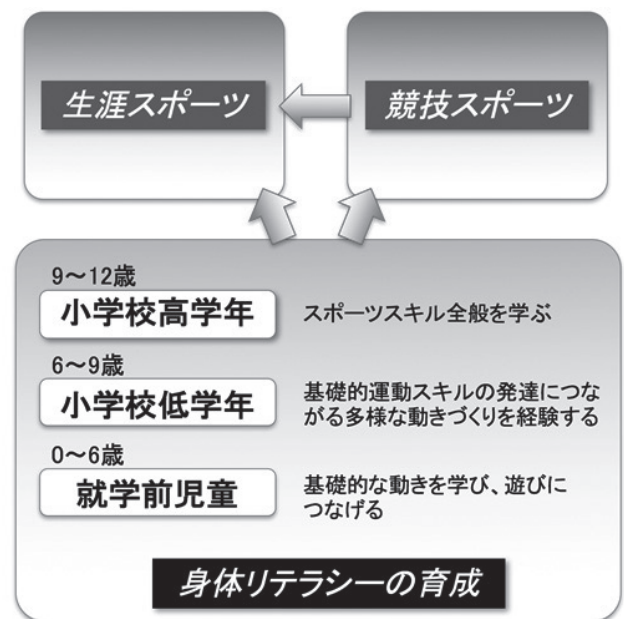 生涯スポーツ
競技スポーツ
9～12歳
小学校高学年
スポーツスキル全般を学ぶ
6～9歳
小学校低学年
基礎的運動スキルの発達につな
がる多様な動きづくりを経験する
0～6歳
就学前児童
基礎的な動きを学び、遊びに
つなげる
身体リテラシーの育成